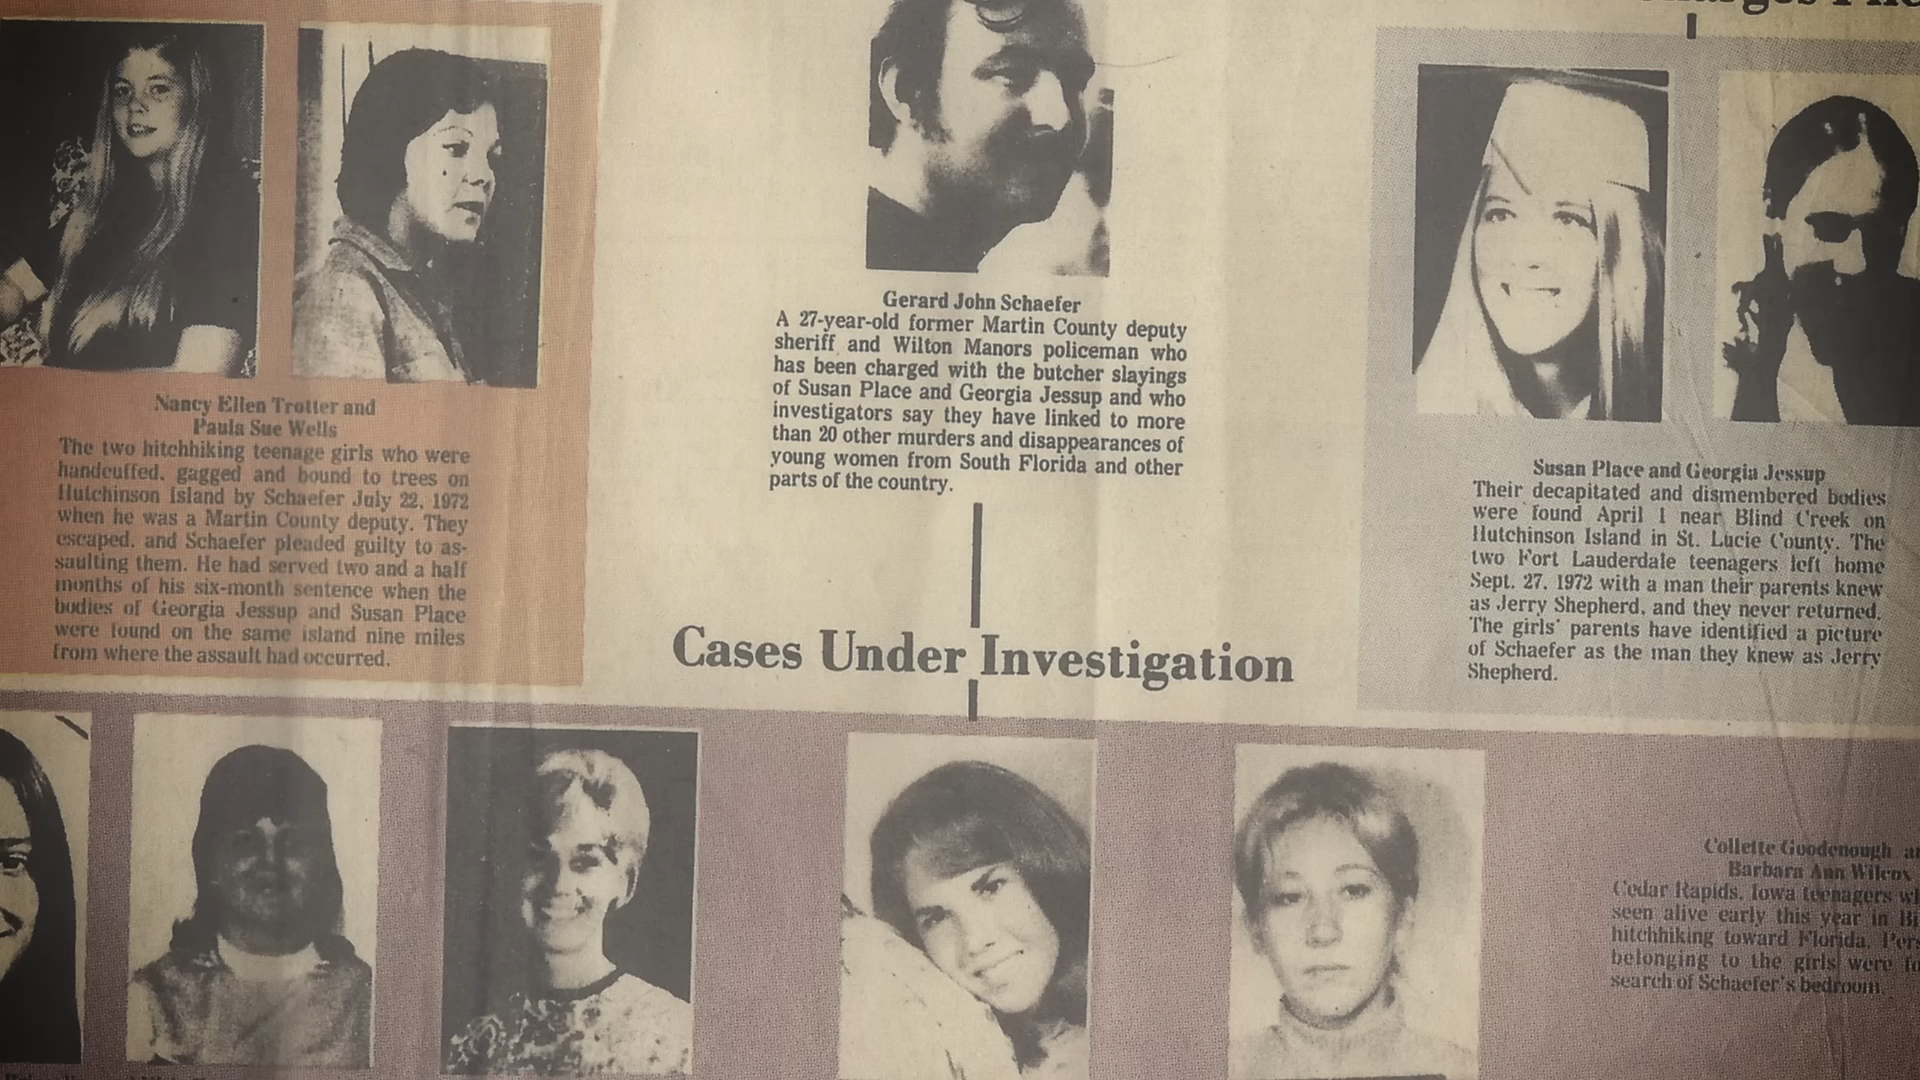 Nancy Ellen Trotter and
Paula Sue Wells
The two hitchhiking teenage girls who were
handcuffed, gagged and bound to trees on
Hutchinson Island by Schaefer July 22, 1972
when he was a Martin County deputy. They
escaped, and Schaefer pleaded guilty to as-
saulting them. He had served two and a half
months of his six-month sentence when the
bodies of Georgia Jessup and Susan Place
were found on the same island nine miles
from where the assault had occurred.
Gerard John Schaefer
A 27-year-old former Martin County deputy
sheriff and Wilton Manors policeman who
has been charged with the butcher slayings
of Susan Place and Georgia Jessup and who
investigators say they have linked to more
than 20 other murders and disappearances of
young women from South Florida and other
parts of the country.
Susan Place and Georgia Jessup
Their decapitated and dismembered bodies
were found April 1 near Blind Creek on
Hutchinson Island in St. Lucie County. The
two Fort Lauderdale teenagers left home
Sept. 27, 1972 with a man their parents knew
as Jerry Shepherd, and they never returned.
The girls' parents have identified a picture
of Schaefer as the man they knew as Jerry
Shepherd.
Cases Under Investigation
Collette Goodenough
Barbara Ann Wilcox
Cedar Rapids, Iowa teenagers
seen alive early this year in
hitchhiking toward Florida.
belonging to the girls were
search of Schaefer's bedroom.